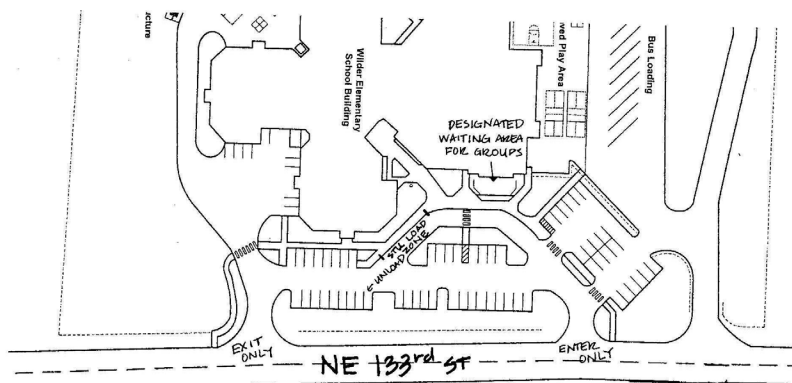 ucture
Wilder Elementary
School Building
ved Play Area
Bus Loading
DESIGNATED
WAITING AREA
FOR GROUPS
STU. LOAD
UNLOAD ZONE
EXIT
ONLY
NE 133rd ST
ENTER
ONLY